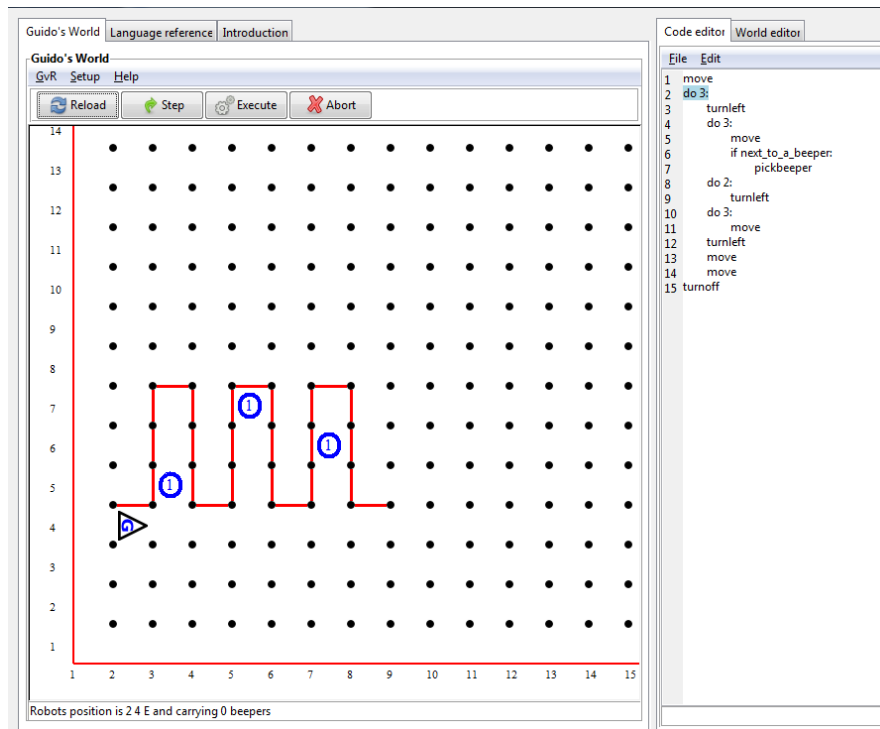 Guido's World Language reference Introduction
Guido's World
GvR Setup Help
Reload Step Execute Abort
14
13
12
11
10
9
8
7
6
5
4
3
2
1
1 1 1
G
1 2 3 4 5 6 7 8 9 10 11 12 13 14 15
Robots position is 2 4 E and carrying 0 beepers
Code editor World editor
File Edit
1 move
2 do 3:
3 turnleft
4 do 3:
5 move
6 if next_to_a_beeper:
7 pickbeeper
8 do 2:
9 turnleft
10 do 3:
11 move
12 turnleft
13 move
14 move
15 turnoff